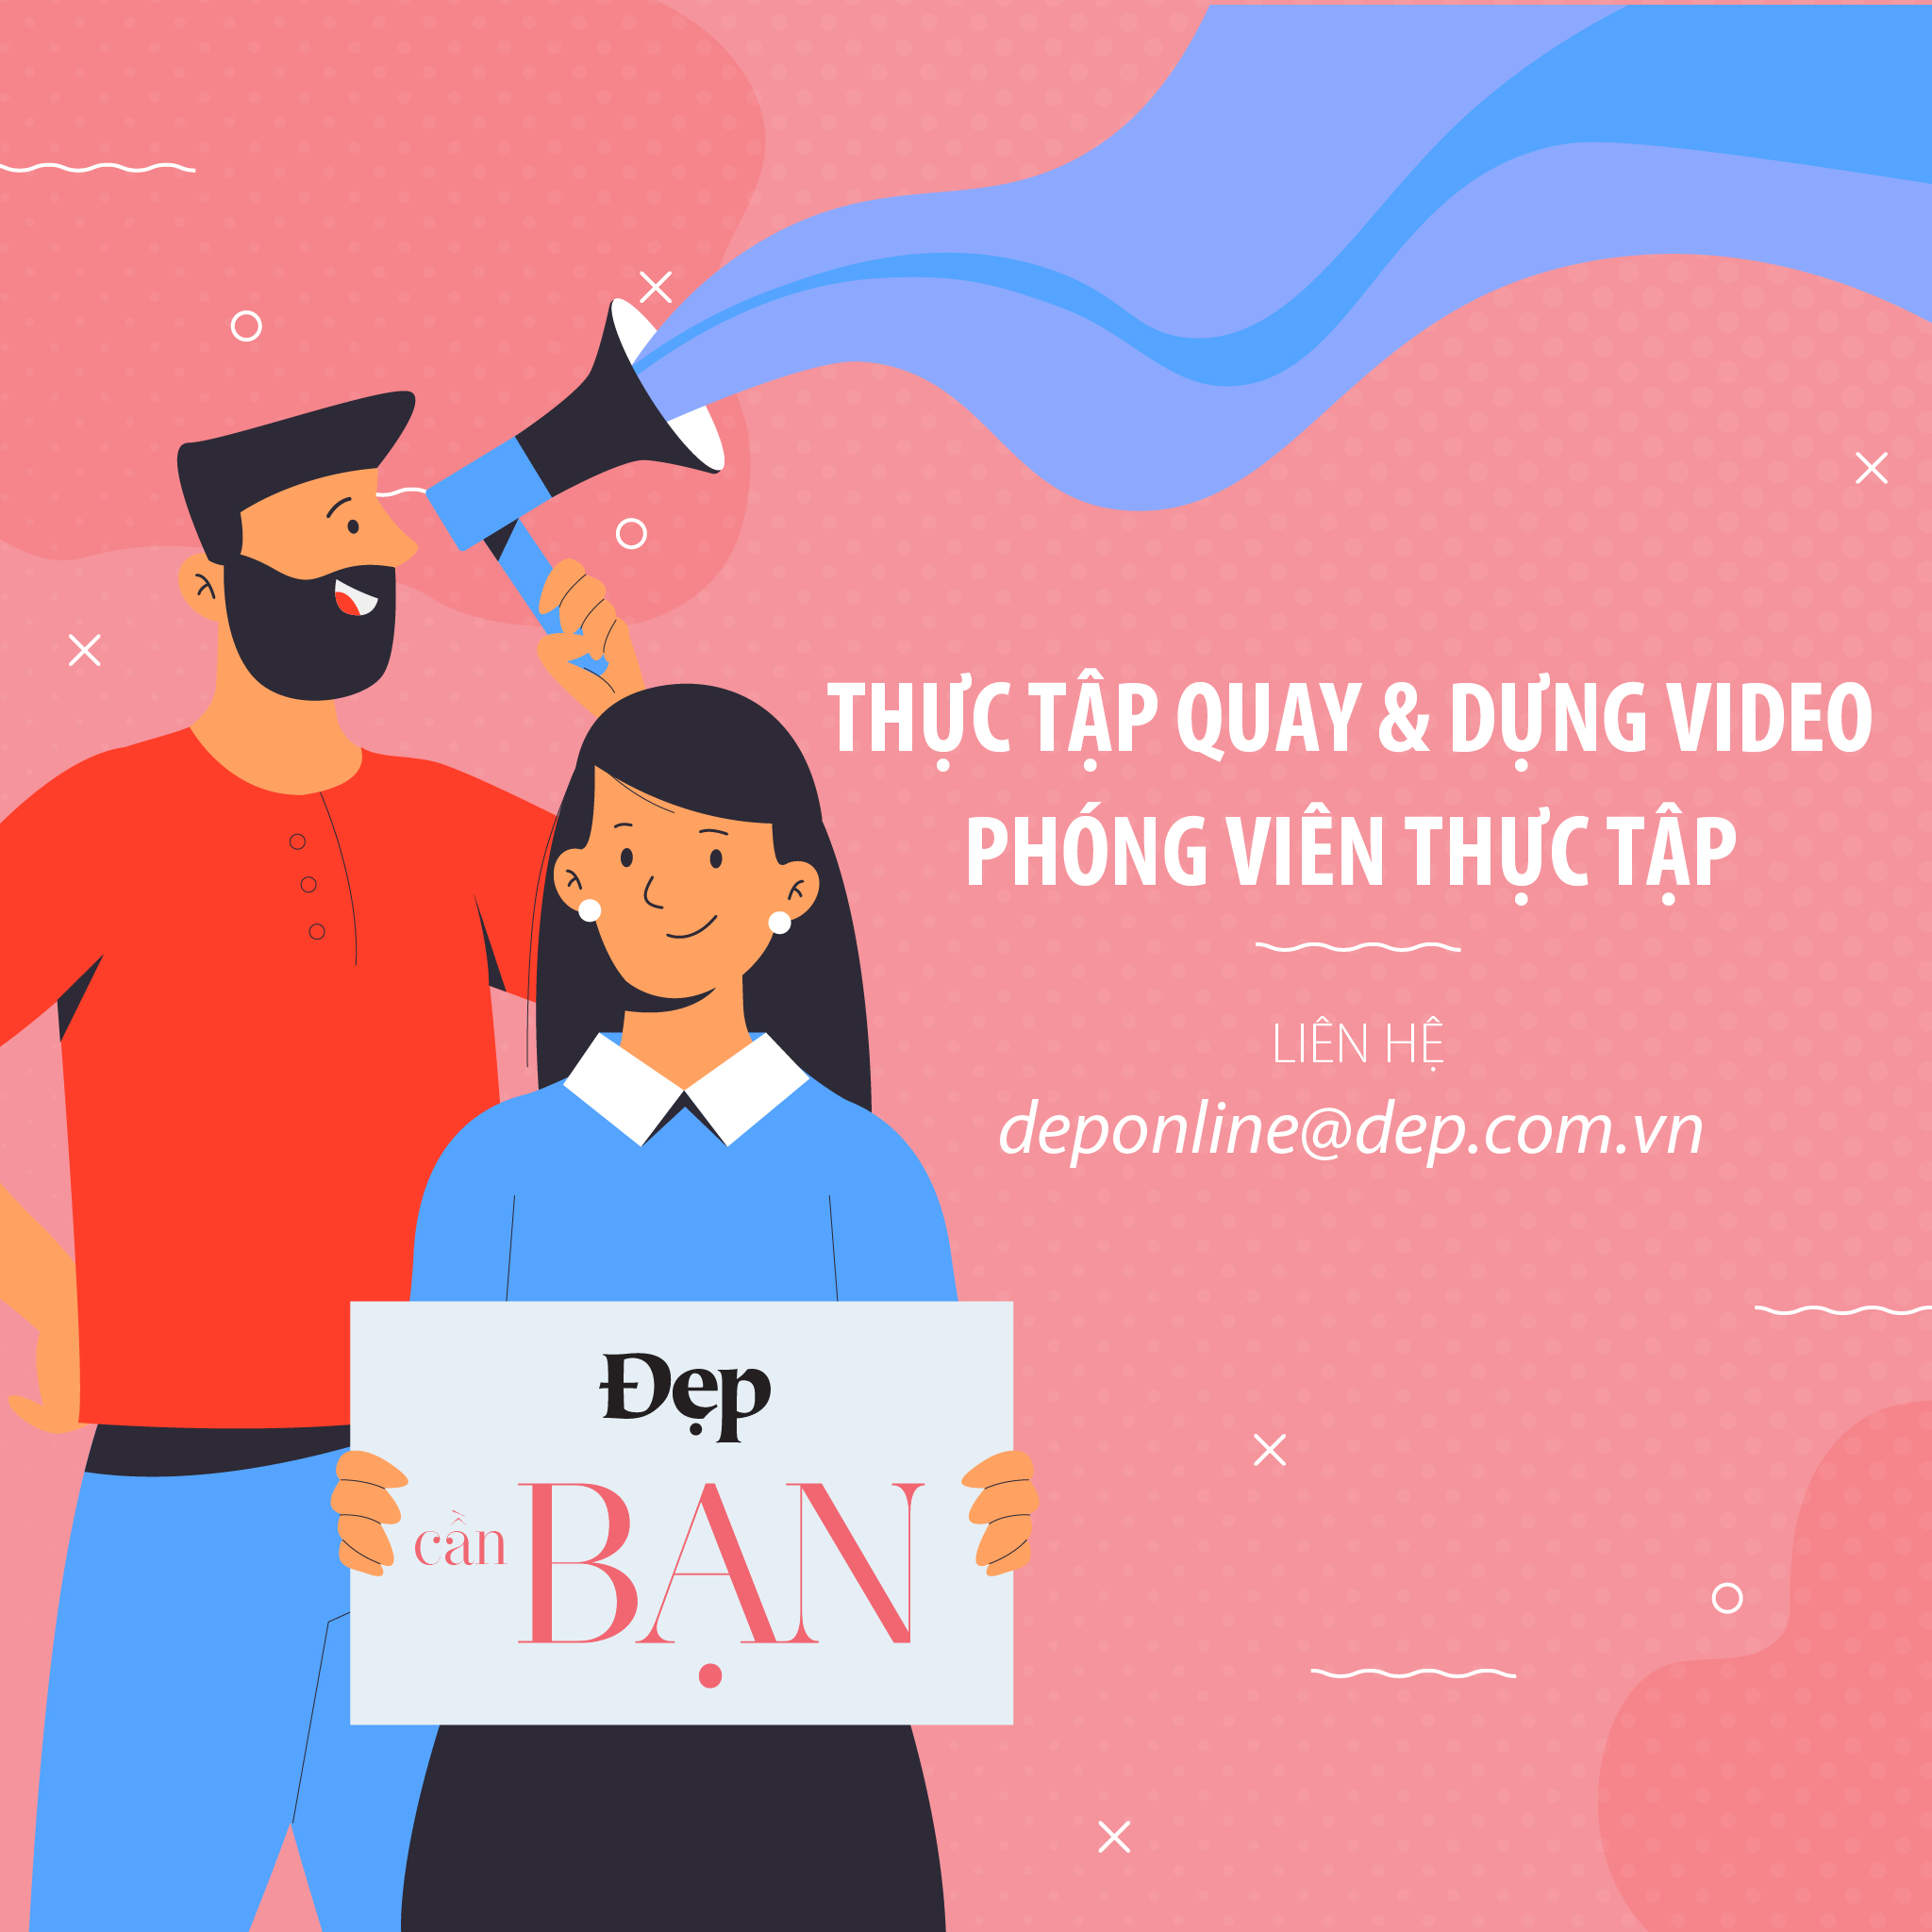 THỰC TẬP QUAY & DỰNG VIDEO
PHÓNG VIÊN THỰC TẬP
LIÊN HỆ
deponline@dep.com.vn
Đẹp
cần BẠN